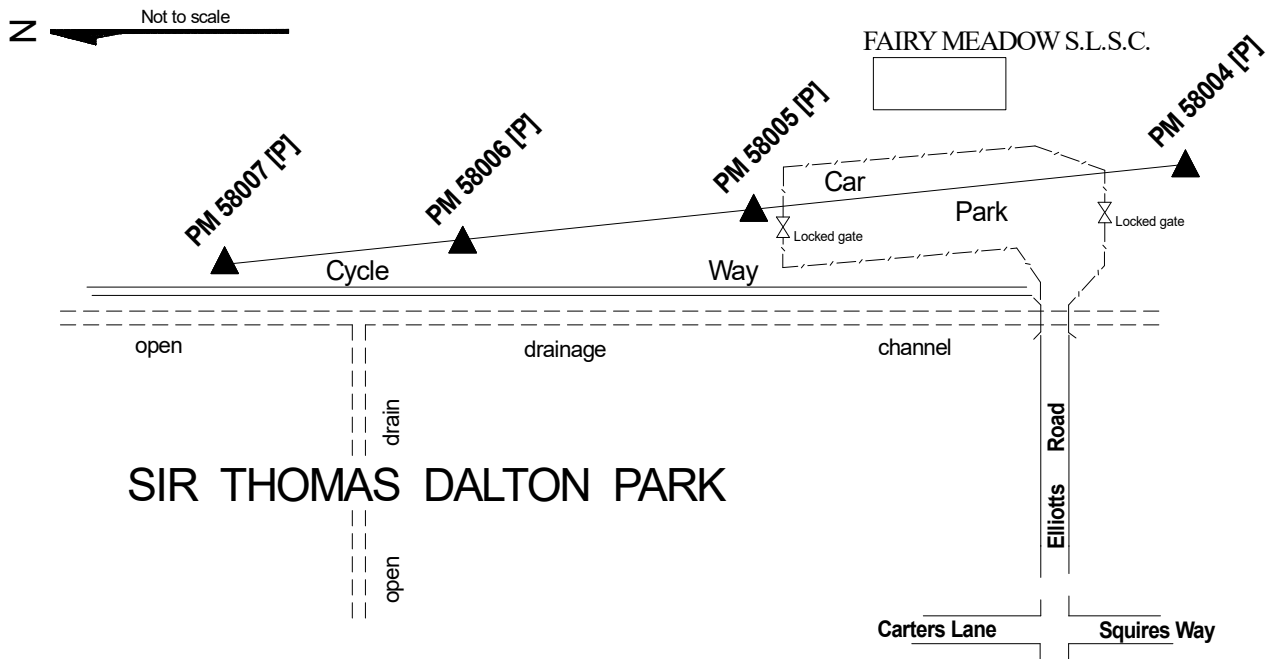 Not to scale
N
FAIRY MEADOW S.L.S.C.
PM 58007 [P]
PM 58006 [P]
PM 58005 [P]
PM 58004 [P]
Car
Park
Locked gate
Locked gate
Cycle Way
open drainage channel
drain
open
SIR THOMAS DALTON PARK
Elliotts Road
Carters Lane
Squires Way